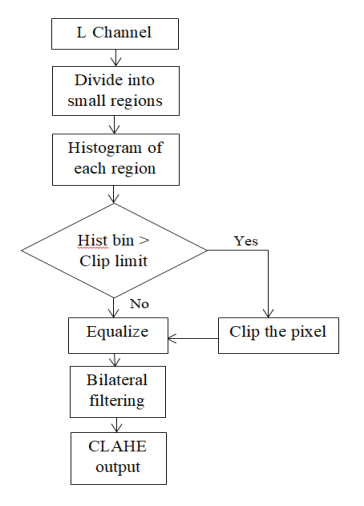 L Channel
Divide into
small regions
Histogram of
each region
Hist bin >
Clip limit
Yes
No
Equalize
Clip the pixel
Bilateral
filtering
CLAHE
output